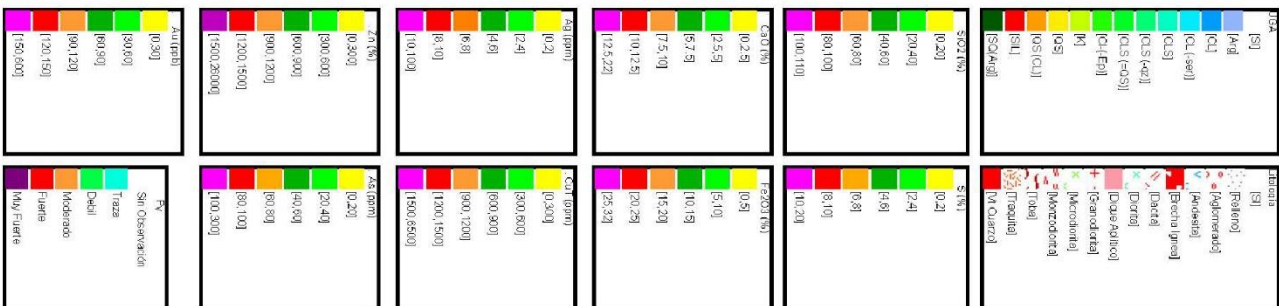 UGA
[SI]
[Arg]
[CL]
[CL (-ser)]
[CLS]
[CLS (-qz)]
[CLS (=QS)]
[Cl-(-Ep)]
[K]
[QS]
[QS (CL)]
[SIL]
[SQ(Arg)]
Litología
[SI]
[Relleno]
[Aglomerado]
[Andesita]
[Brecha Ignea]
[Dacita]
[Diorita]
[Dique Aplitico]
[Granodiorita]
[Microdiorita]
[Monzodiorita]
[Toba]
[Traquita]
[Vt Cuarzo]
SiO2 (%)
[0,20]
[20,40]
[40,60]
[60,80]
[80,100]
[100,110]
S (%)
[0,2]
[2,4]
[4,6]
[6,8]
[8,10]
[10,20]
CaO (%)
[0,2.5]
[2.5,5]
[5,7.5]
[7.5,10]
[10,12.5]
[12.5,22]
Fe2O3 (%)
[0,5]
[5,10]
[10,15]
[15,20]
[20,25]
[25,32]
Ag (ppm)
[0,2]
[2,4]
[4,6]
[6,8]
[8,10]
[10,100]
CuT (ppm)
[0,300]
[300,600]
[600,900]
[900,1200]
[1200,1500]
[1500,6500]
Zn (%)
[0,300]
[300,600]
[600,900]
[900,1200]
[1200,1500]
[1500,26000]
As (ppm)
[0,20]
[20,40]
[40,60]
[60,80]
[80,100]
[100,300]
Au (ppb)
[0,30]
[30,60]
[60,90]
[90,120]
[120,150]
[150,600]
PV
Sin Observación
Traza
Debil
Moderado
Fuerte
Muy Fuerte